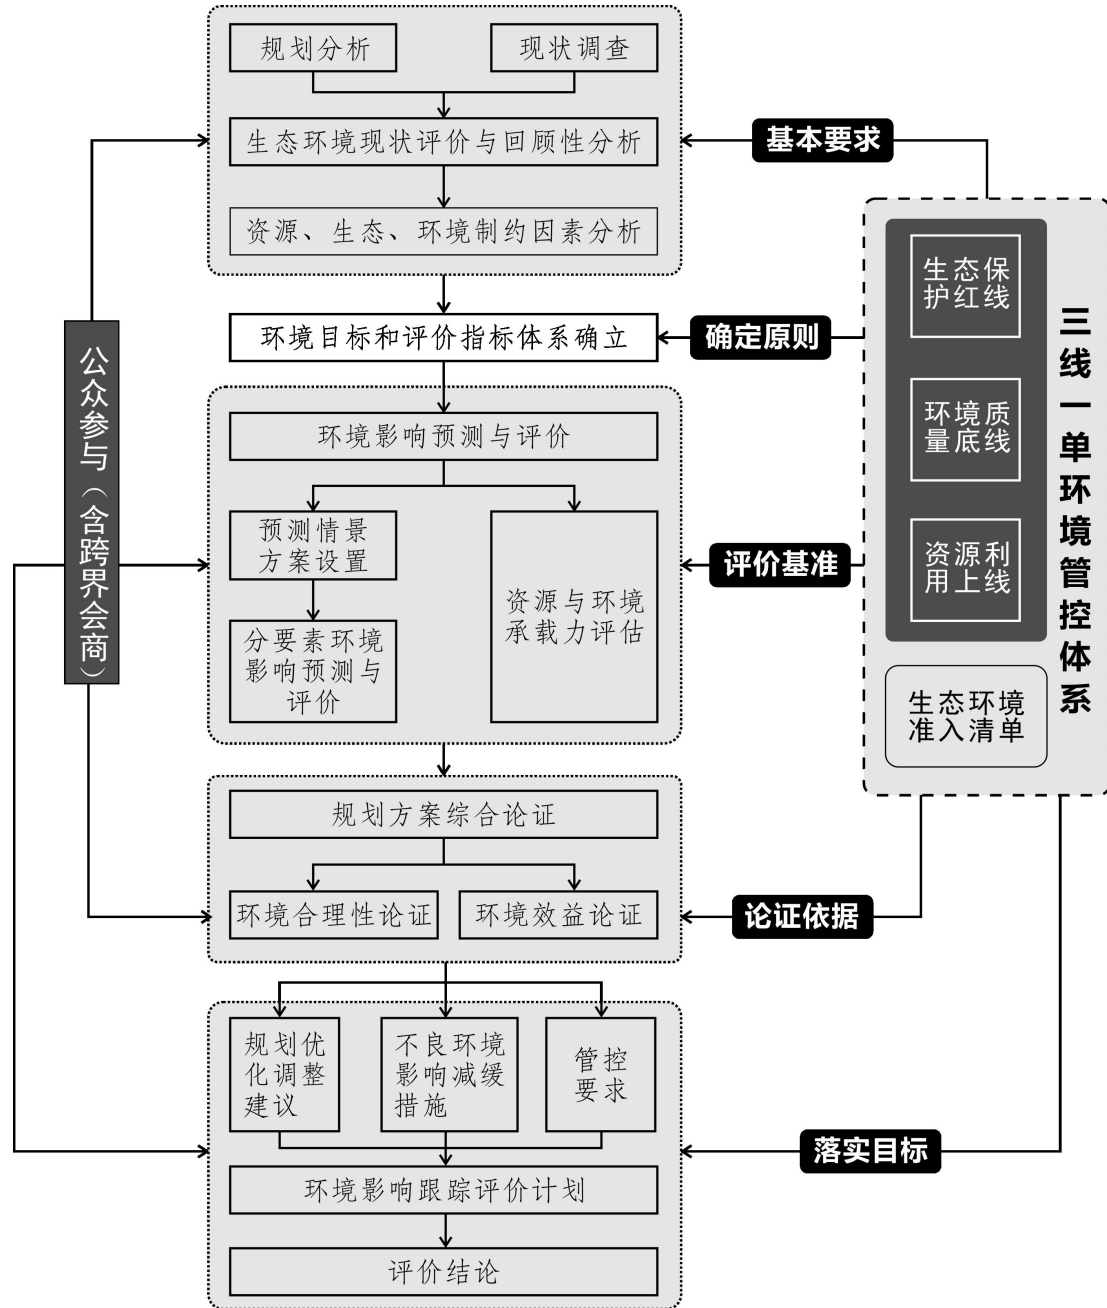 规划分析
现状调查
生态环境现状评价与回顾性分析
基本要求
资源、生态、环境制约因素分析
环境目标和评价指标体系确立
确定原则
公众参与（含跨界会商）
三线一单环境管控体系
生态保
护红线
环境质
量底线
资源利
用上线
生态环境
准入清单
环境影响预测与评价
预测情景
方案设置
分要素环境
影响预测与
评价
资源与环境
承载力评估
评价基准
规划方案综合论证
环境合理性论证
环境效益论证
论证依据
规划优
化调整
建议
不良环境
影响减缓
措施
管控
要求
落实目标
环境影响跟踪评价计划
评价结论